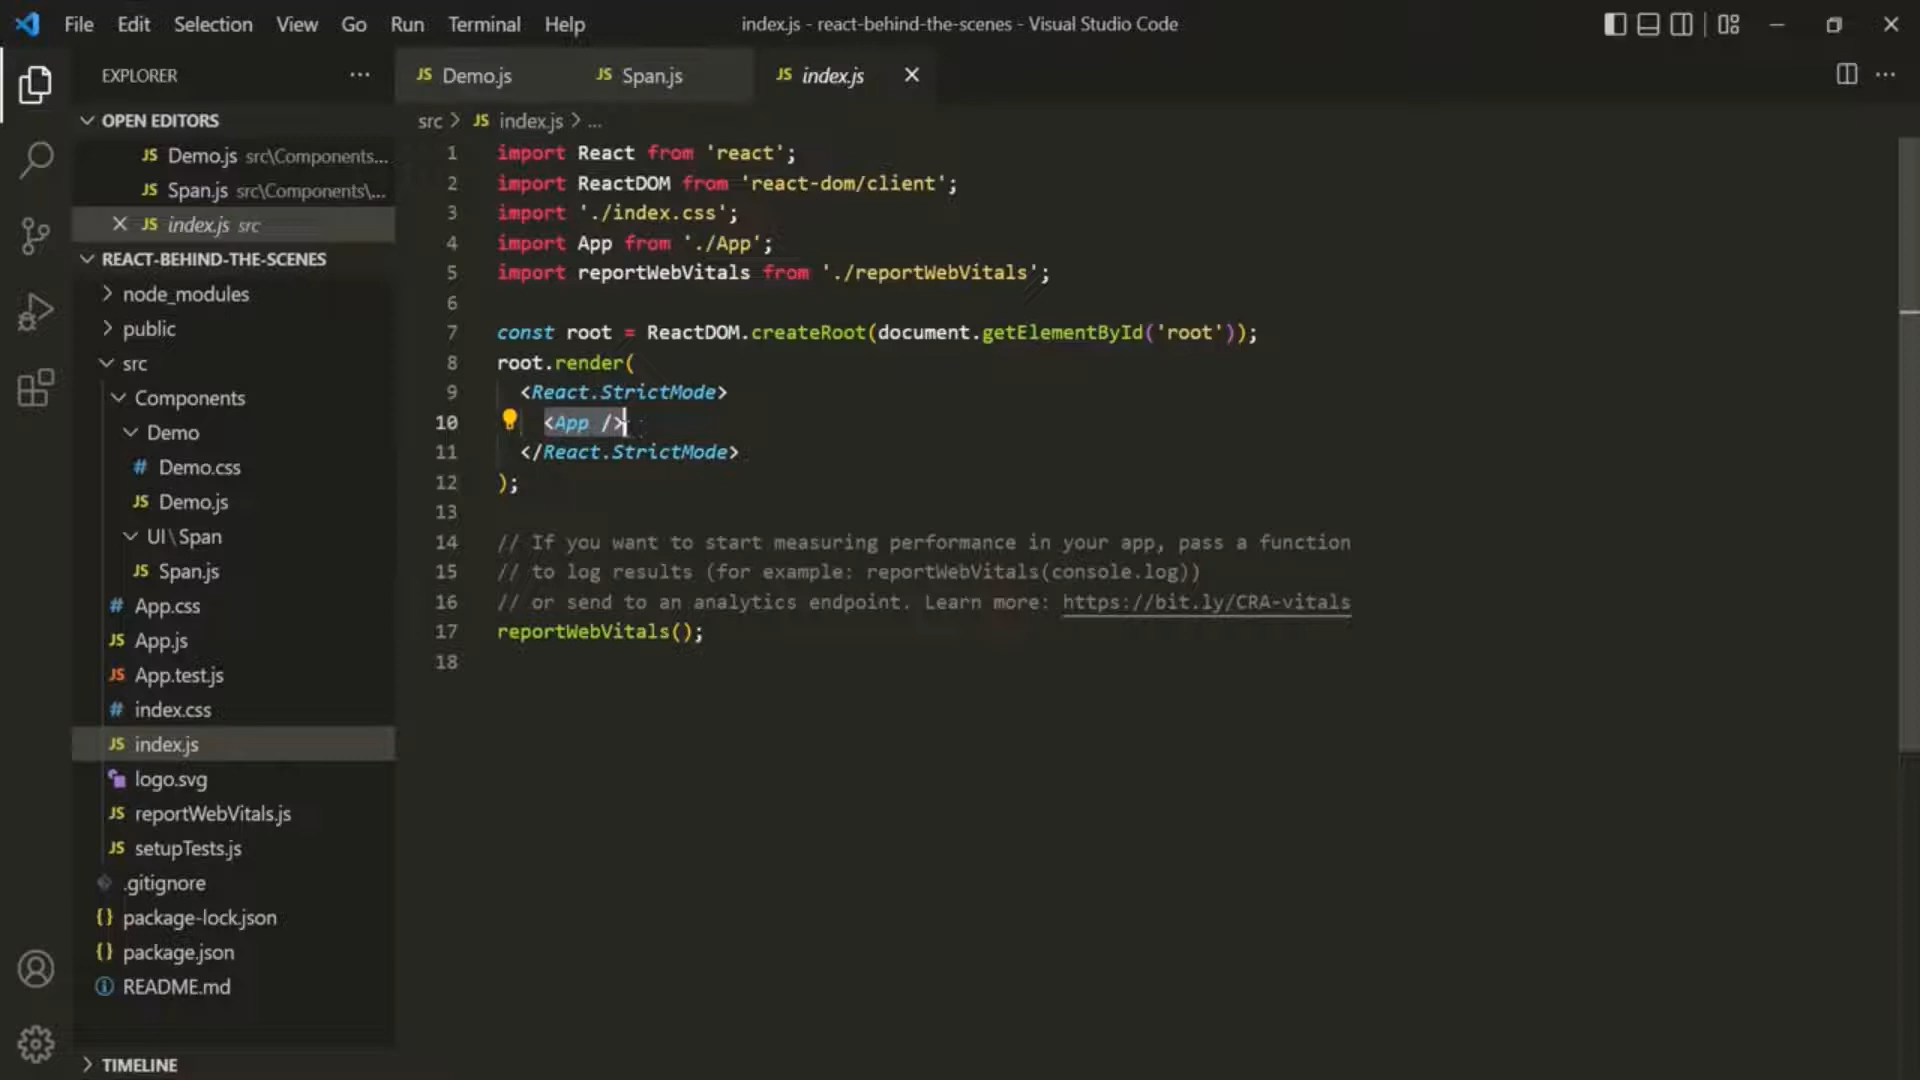 File Edit Selection View Go Run Terminal Help
index.js - react-behind-the-scenes - Visual Studio Code
EXPLORER
OPEN EDITORS
JS Demo.js src\Components...
JS Span.js src\Components\...
JS index.js src
REACT-BEHIND-THE-SCENES
node_modules
public
src
Components
Demo
# Demo.css
JS Demo.js
UI\Span
JS Span.js
# App.css
JS App.js
JS App.test.js
# index.css
JS index.js
logo.svg
JS reportWebVitals.js
JS setupTests.js
.gitignore
{} package-lock.json
{} package.json
README.md
TIMELINE
JS Demo.js JS Span.js JS index.js
src > JS index.js > ...
1 import React from 'react';
2 import ReactDOM from 'react-dom/client';
3 import './index.css';
4 import App from './App';
5 import reportWebVitals from './reportWebVitals';
6
7 const root = ReactDOM.createRoot(document.getElementById('root'));
8 root.render(
9 <React.StrictMode>
10 <App />
11 </React.StrictMode>
12 );
13
14 // If you want to start measuring performance in your app, pass a function
15 // to log results (for example: reportWebVitals(console.log))
16 // or send to an analytics endpoint. Learn more: https://bit.ly/CRA-vitals
17 reportWebVitals();
18